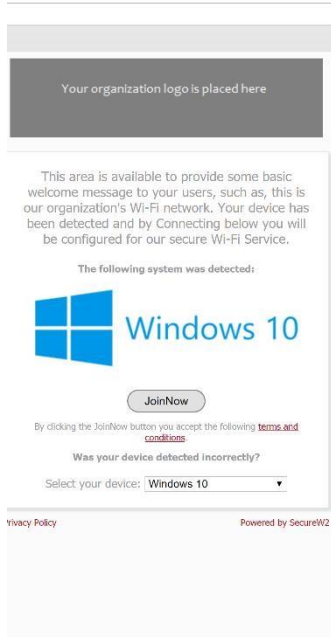 Your organization logo is placed here
This area is available to provide some basic
welcome message to your users, such as, this is
our organization's Wi-Fi network. Your device has
been detected and by Connecting below you will
be configured for our secure Wi-Fi Service.
The following system was detected:
Windows 10
JoinNow
By clicking the JoinNow button you accept the following terms and
conditions.
Was your device detected incorrectly?
Select your device: Windows 10
Privacy Policy Powered by SecureW2